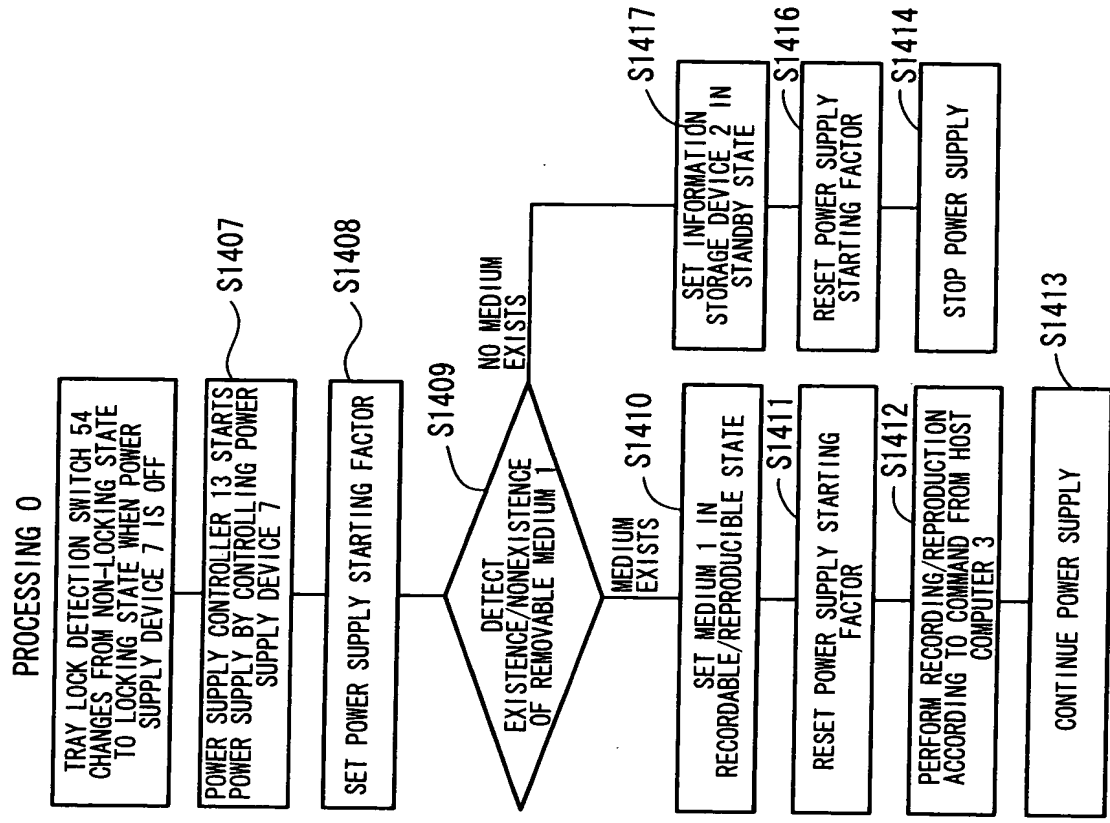 PROCESSING O
TRAY LOCK DETECTION SWITCH 54
CHANGES FROM NON-LOCKING STATE
TO LOCKING STATE WHEN POWER
SUPPLY DEVICE 7 IS OFF
S1407
POWER SUPPLY CONTROLLER 13 STARTS
POWER SUPPLY BY CONTROLLING POWER
SUPPLY DEVICE 7
S1408
SET POWER SUPPLY STARTING FACTOR
S1409
DETECT
EXISTENCE/NONEXISTENCE
OF REMOVABLE MEDIUM 1
NO MEDIUM
EXISTS
MEDIUM
EXISTS
S1410
SET MEDIUM 1 IN
RECORDABLE/REPRODUCIBLE STATE
S1411
RESET POWER SUPPLY STARTING
FACTOR
S1412
PERFORM RECORDING/REPRODUCTION
ACCORDING TO COMMAND FROM HOST
COMPUTER 3
S1413
CONTINUE POWER SUPPLY
S1417
SET INFORMATION
STORAGE DEVICE 2 IN
STANDBY STATE
S1416
RESET POWER SUPPLY
STARTING FACTOR
S1414
STOP POWER SUPPLY